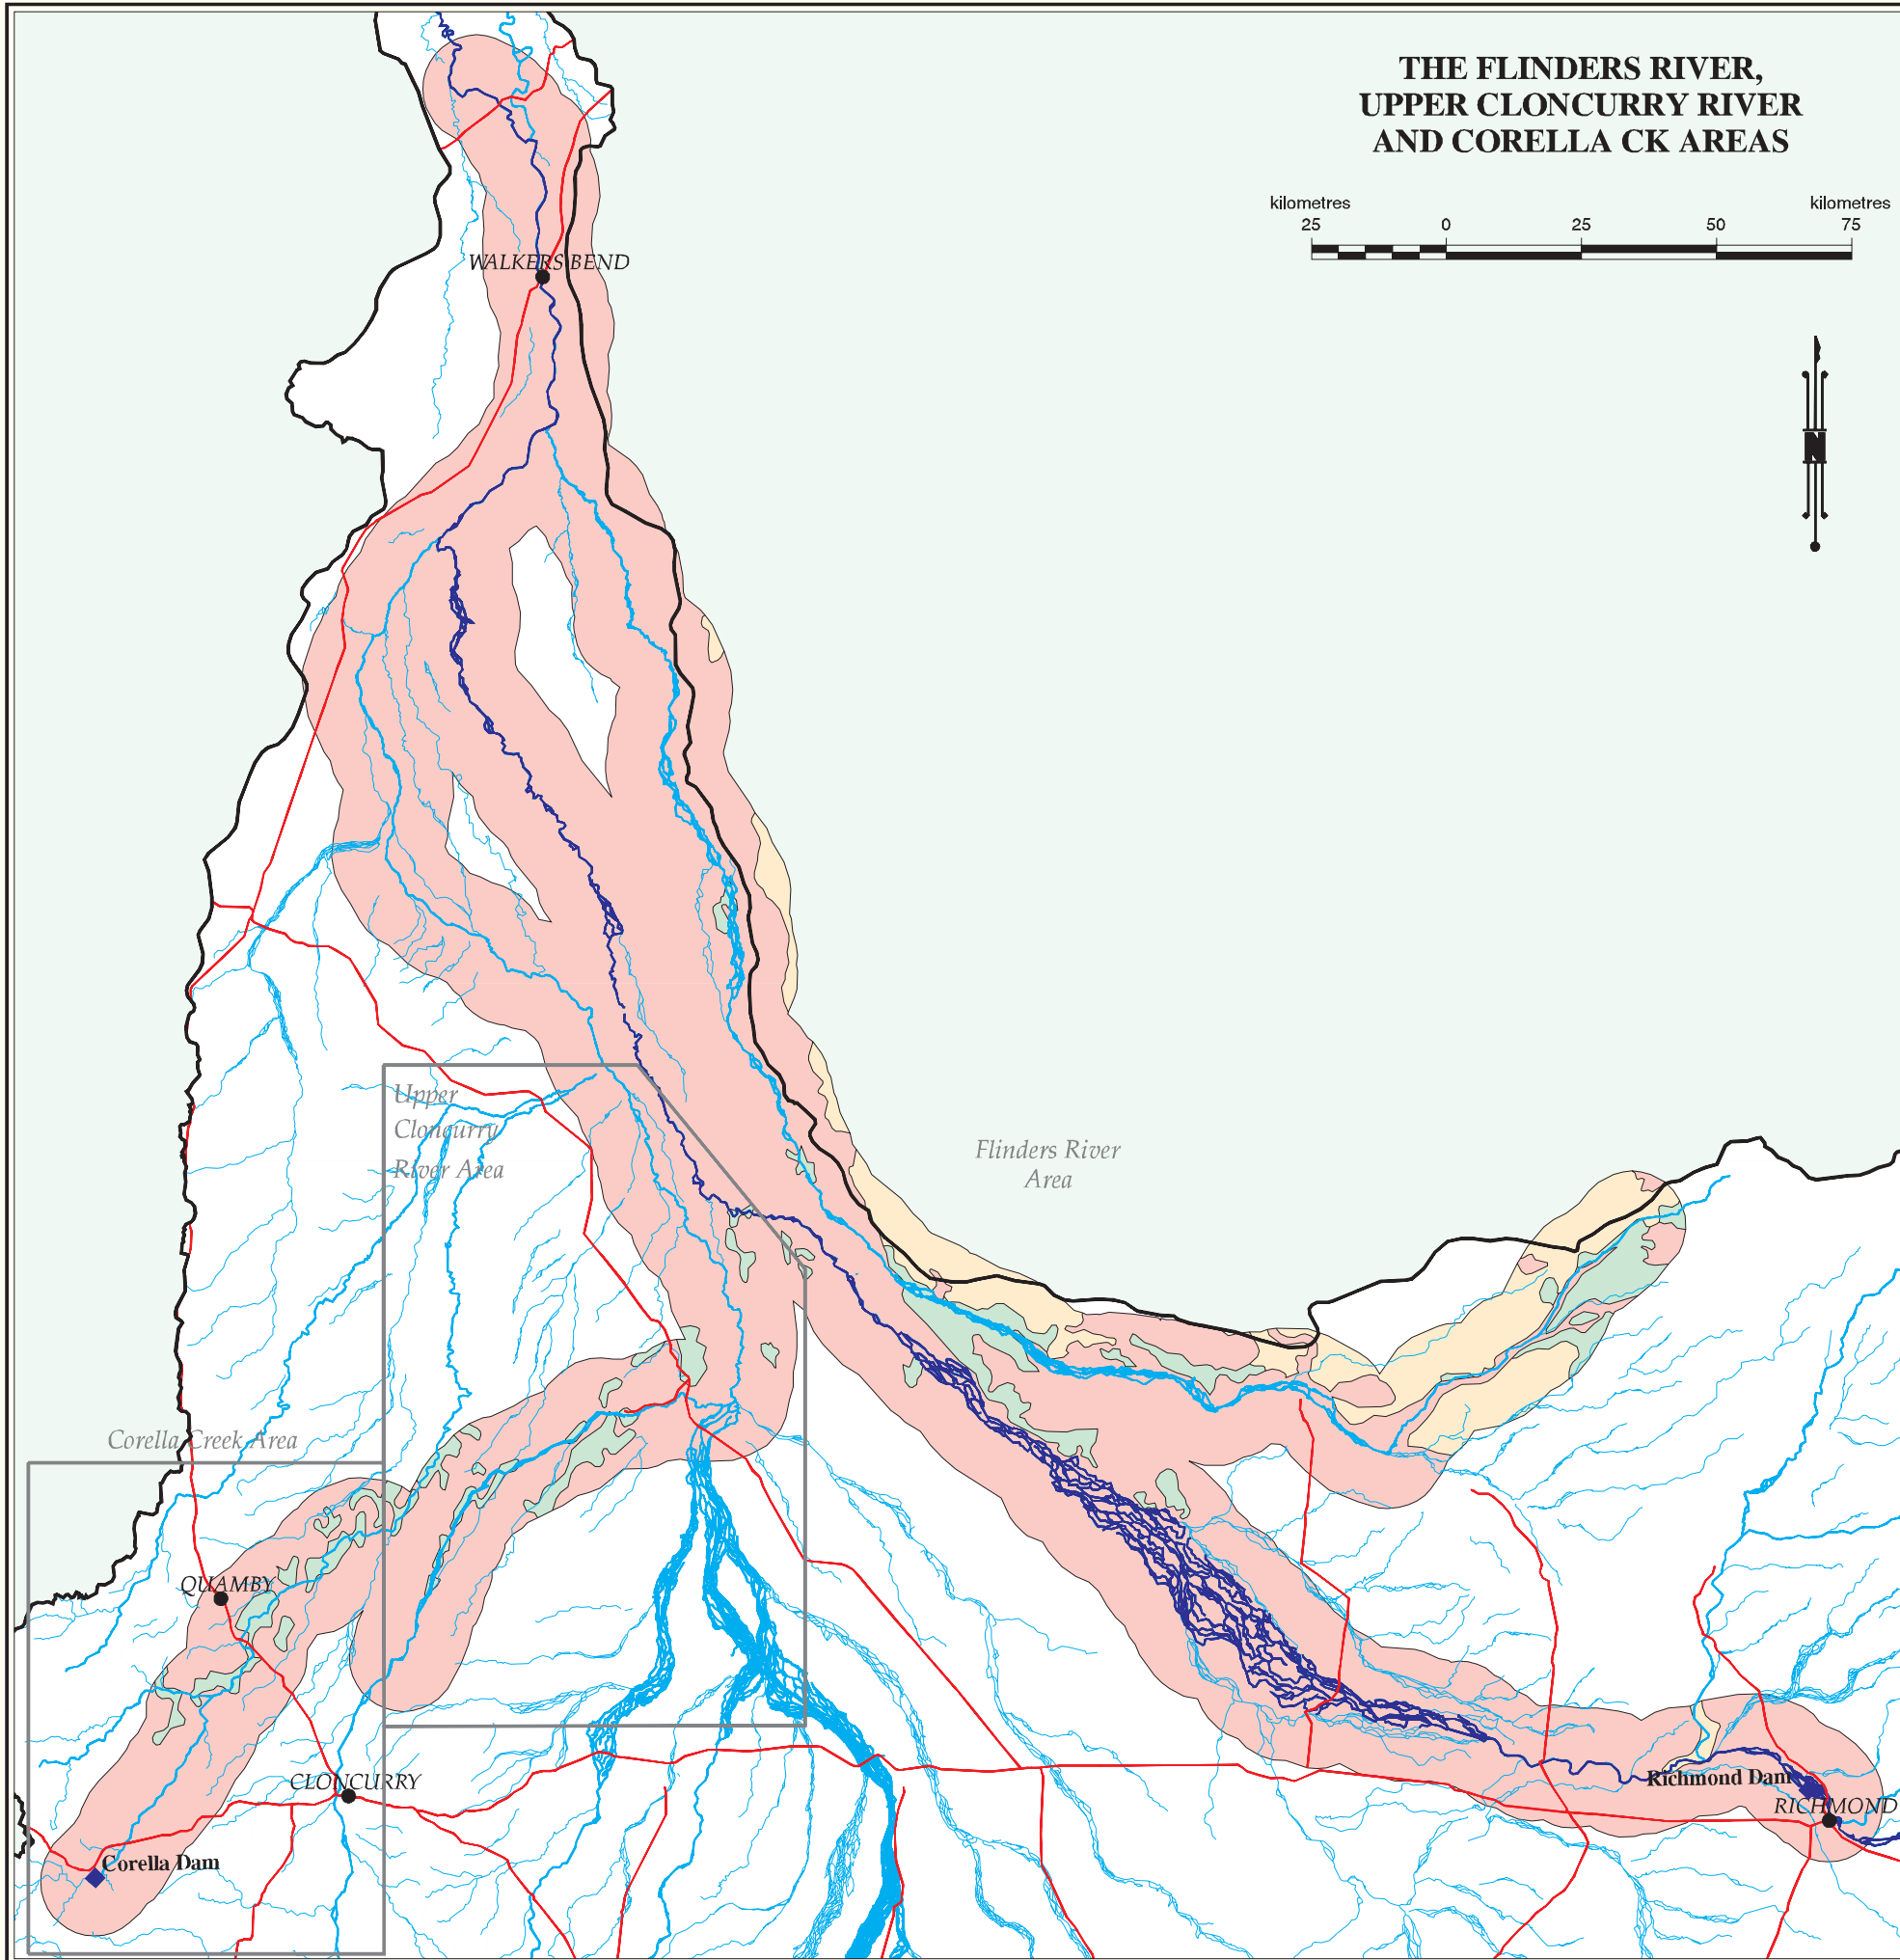 THE FLINDERS RIVER,
UPPER CLONCURRY RIVER
AND CORELLA CK AREAS
kilometres kilometres
25 0 25 50 75
WALKERS BEND
N
Upper
Cloncurry
River Area
Flinders River
Area
Corella Creek Area
QUAMBY
CLONCURRY
Richmond Dam
RICHMOND
Corella Dam